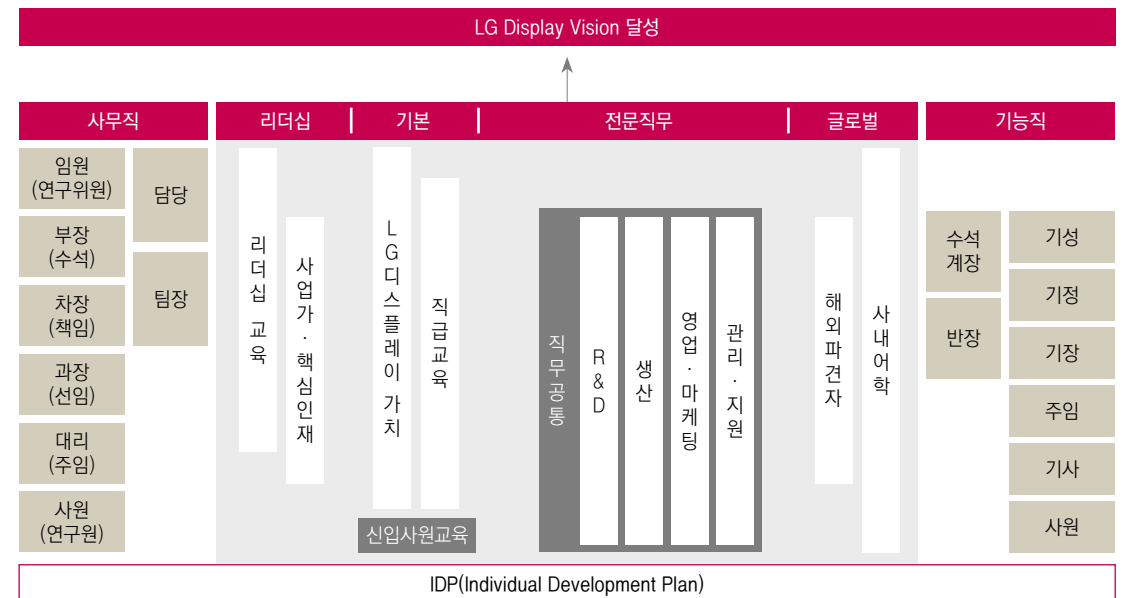 LG Display Vision 달성
사무직
리더십
기본
전문직무
글로벌
기능직
임원
(연구위원)
부장
(수석)
차장
(책임)
과장
(선임)
대리
(주임)
사원
(연구원)
담당
팀장
리더십 교육
사업가·핵심인재
LG디스플레이 가치
직급교육
신입사원교육
직무공통
R&D
생산
영업·마케팅
관리·지원
해외파견자
사내어학
수석
계장
반장
기성
기정
기장
주임
기사
사원
IDP(Individual Development Plan)